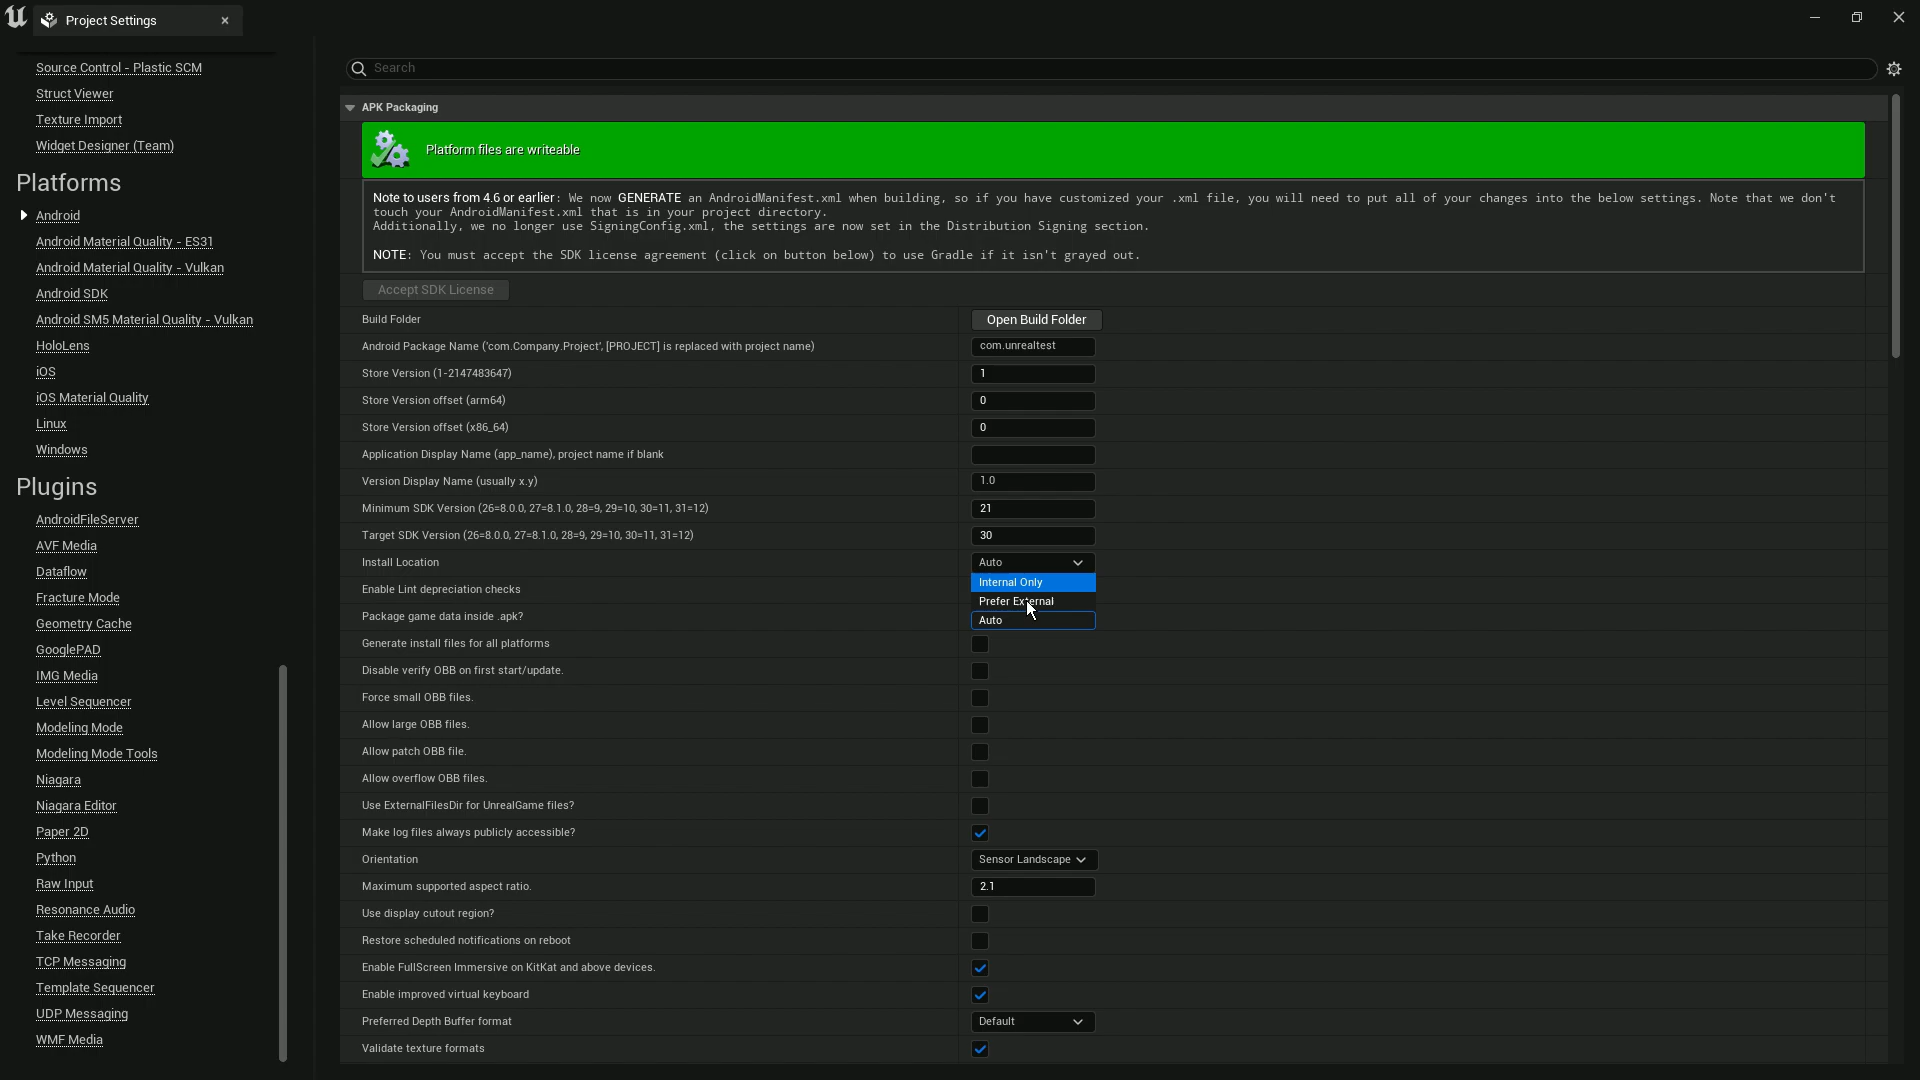 Project Settings
Source Control - Plastic SCM
Struct Viewer
Texture Import
Widget Designer (Team)
Platforms
Android
Android Material Quality - ES31
Android Material Quality - Vulkan
Android SDK
Android SM5 Material Quality - Vulkan
HoloLens
iOS
iOS Material Quality
Linux
Windows
Plugins
AndroidFileServer
AVF Media
Dataflow
Fracture Mode
Geometry Cache
GooglePAD
IMG Media
Level Sequencer
Modeling Mode
Modeling Mode Tools
Niagara
Niagara Editor
Paper 2D
Python
Raw Input
Resonance Audio
Take Recorder
TCP Messaging
Template Sequencer
UDP Messaging
WMF Media
Search
APK Packaging
Platform files are writeable
Note to users from 4.6 or earlier: We now GENERATE an AndroidManifest.xml when building, so if you have customized your .xml file, you will need to put all of your changes into the below settings. Note that we don't
touch your AndroidManifest.xml that is in your project directory.
Additionally, we no longer use SigningConfig.xml, the settings are now set in the Distribution Signing section.
NOTE: You must accept the SDK license agreement (click on button below) to use Gradle if it isn't grayed out.
Accept SDK License
Build Folder Open Build Folder
Android Package Name ('com.Company.Project', [PROJECT] is replaced with project name) com.unrealtest
Store Version (1-2147483647) 1
Store Version offset (arm64) 0
Store Version offset (x86_64) 0
Application Display Name (app_name), project name if blank
Version Display Name (usually x.y) 1.0
Minimum SDK Version (26=8.0.0, 27=8.1.0, 28=9, 29=10, 30=11, 31=12) 21
Target SDK Version (26=8.0.0, 27=8.1.0, 28=9, 29=10, 30=11, 31=12) 30
Install Location Auto
Internal Only
Enable Lint depreciation checks
Prefer External
Package game data inside .apk?
Auto
Generate install files for all platforms
Disable verify OBB on first start/update.
Force small OBB files.
Allow large OBB files.
Allow patch OBB file.
Allow overflow OBB files.
Use ExternalFilesDir for UnrealGame files?
Make log files always publicly accessible?
Orientation Sensor Landscape
Maximum supported aspect ratio. 2.1
Use display cutout region?
Restore scheduled notifications on reboot
Enable FullScreen Immersive on KitKat and above devices.
Enable improved virtual keyboard
Preferred Depth Buffer format Default
Validate texture formats